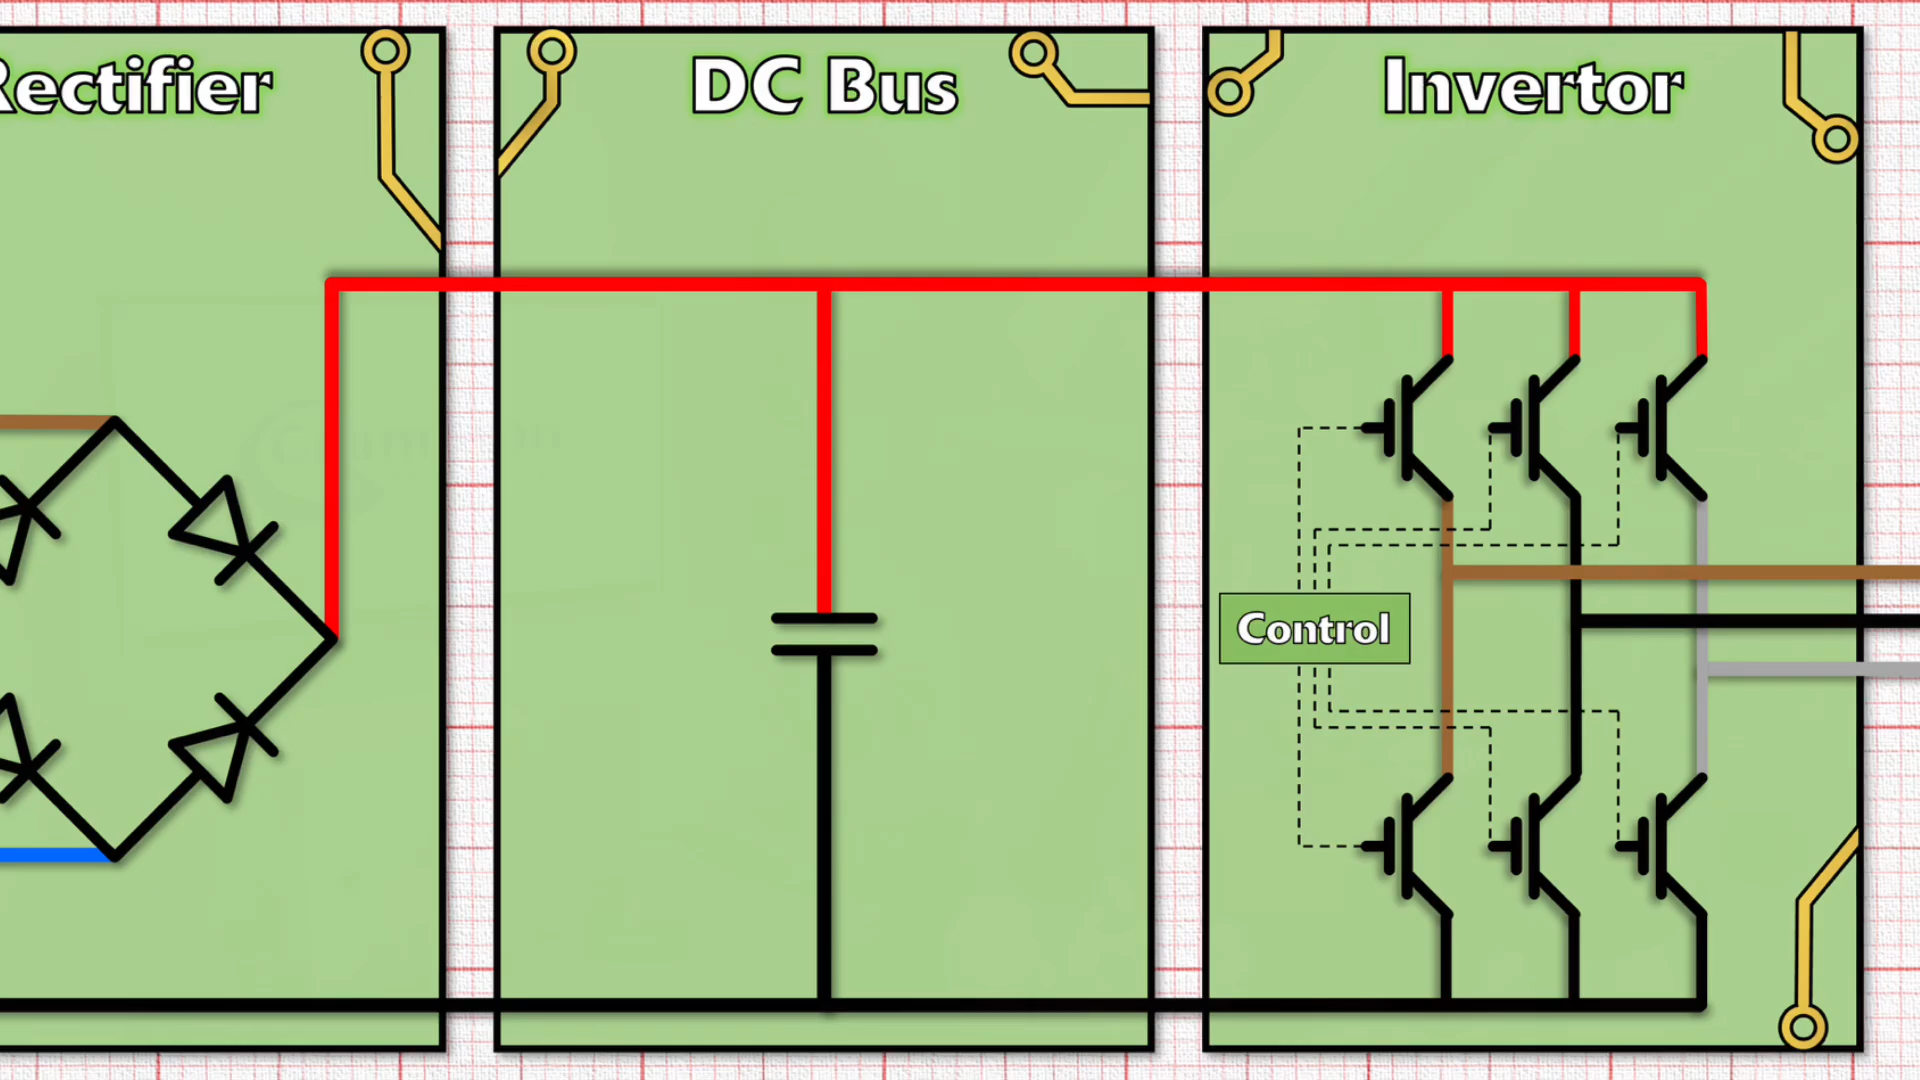 Rectifier
DC Bus
Invertor
Control